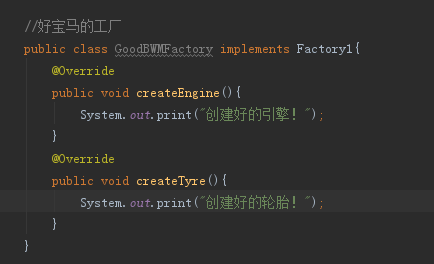 //好宝马的工厂
public class GoodBWMFactory implements Factory1{
@Override
public void createEngine(){
System.out.print("创建好的引擎！");
}
@Override
public void createTyre(){
System.out.print("创建好的轮胎！");
}
}